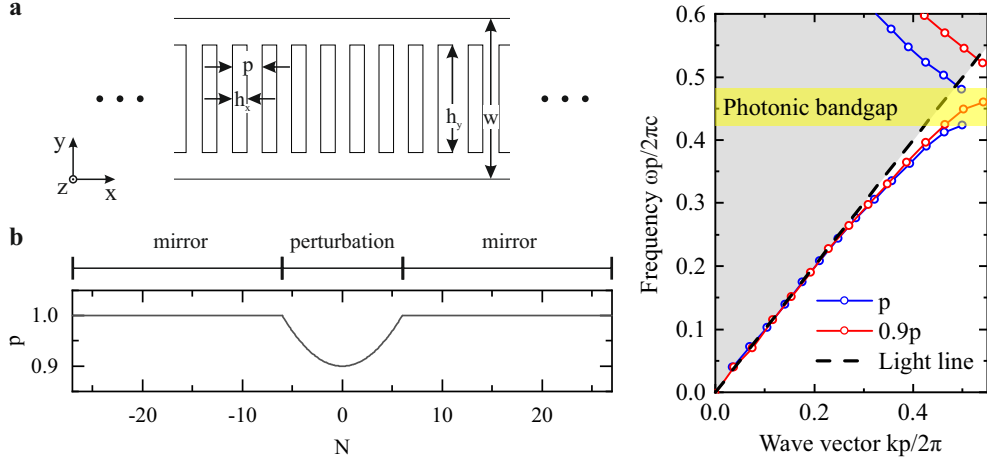 a
p
hₓ
h_y
w
y
z
x
b
mirror
perturbation
mirror
1.0
0.9
p
-20
-10
0
10
20
N
0.6
0.5
0.4
0.3
0.2
0.1
0.0
Frequency ωp/2πc
Photonic bandgap
p
0.9p
Light line
0.0
0.2
0.4
Wave vector kp/2π